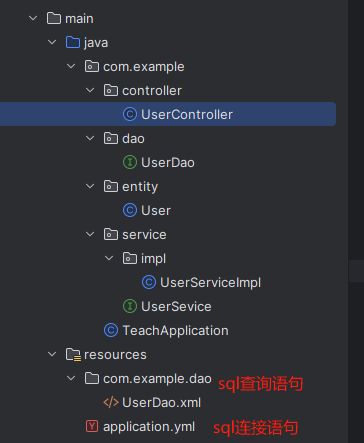 main
java
com.example
controller
UserController
dao
UserDao
entity
User
service
impl
UserServiceImpl
UserSevice
TeachApplication
resources
com.example.dao sql查询语句
UserDao.xml
application.yml sql连接语句